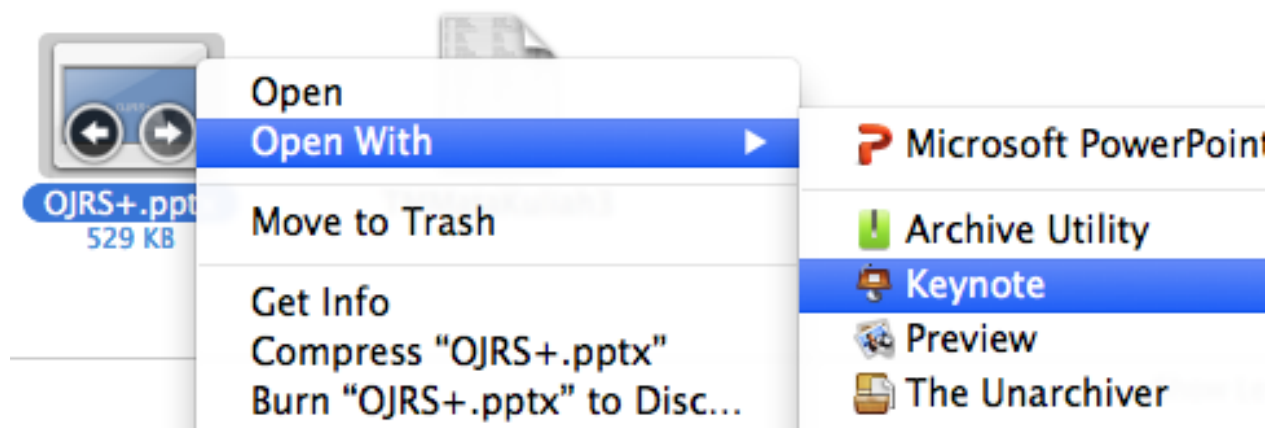 OJRS+.ppt
529 KB
Open
Open With
Move to Trash
Get Info
Compress “OJRS+.pptx”
Burn “OJRS+.pptx” to Disc...
Microsoft PowerPoint
Archive Utility
Keynote
Preview
The Unarchiver